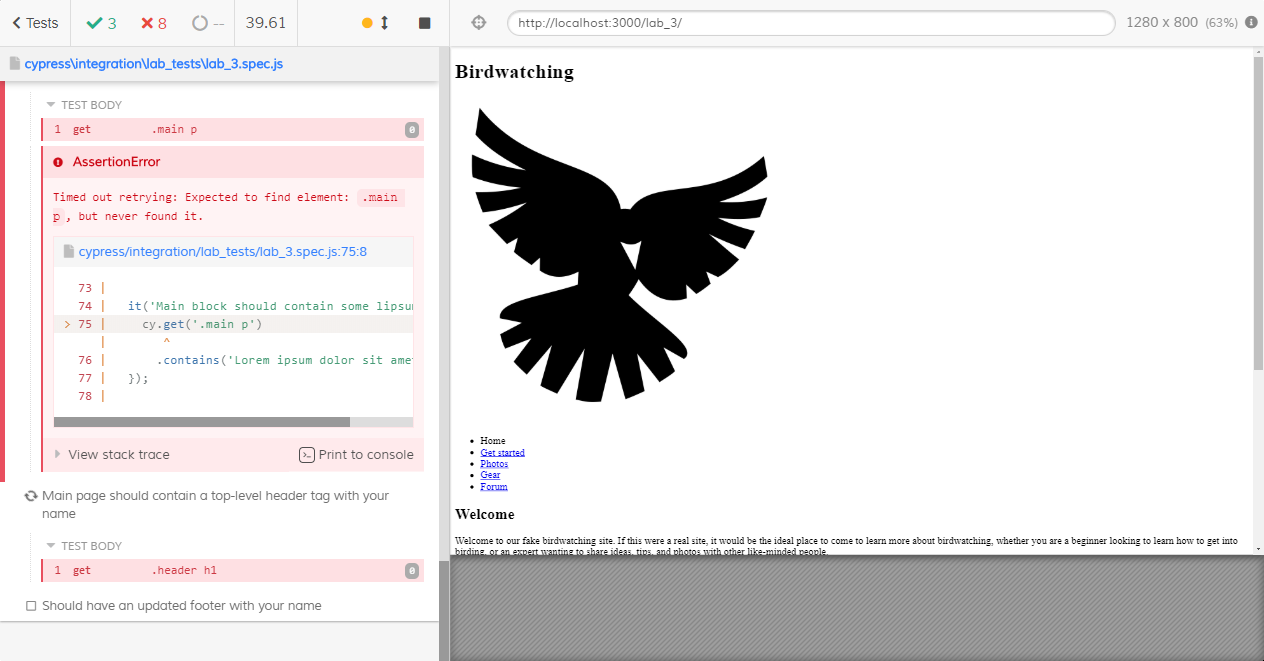 Tests
3
8
--
39.61
http://localhost:3000/lab_3/
1280 x 800 (63%)
cypress\integration\lab_tests\lab_3.spec.js
TEST BODY
1 get .main p 0
AssertionError
Timed out retrying: Expected to find element: .main
p, but never found it.
cypress/integration/lab_tests/lab_3.spec.js:75:8
73 |
74 | it('Main block should contain some lipsu
> 75 | cy.get('.main p')
| ^
76 | .contains('Lorem ipsum dolor sit ame
77 | });
78 |
View stack trace
Print to console
Main page should contain a top-level header tag with your
name
TEST BODY
1 get .header h1 0
Should have an updated footer with your name
Birdwatching
Home
Get started
Photos
Gear
Forum
Welcome
Welcome to our fake birdwatching site. If this were a real site, it would be the ideal place to come to learn more about birdwatching, whether you are a beginner looking to learn how to get into
birding, or an expert wanting to share ideas, tips, and photos with other like-minded people.